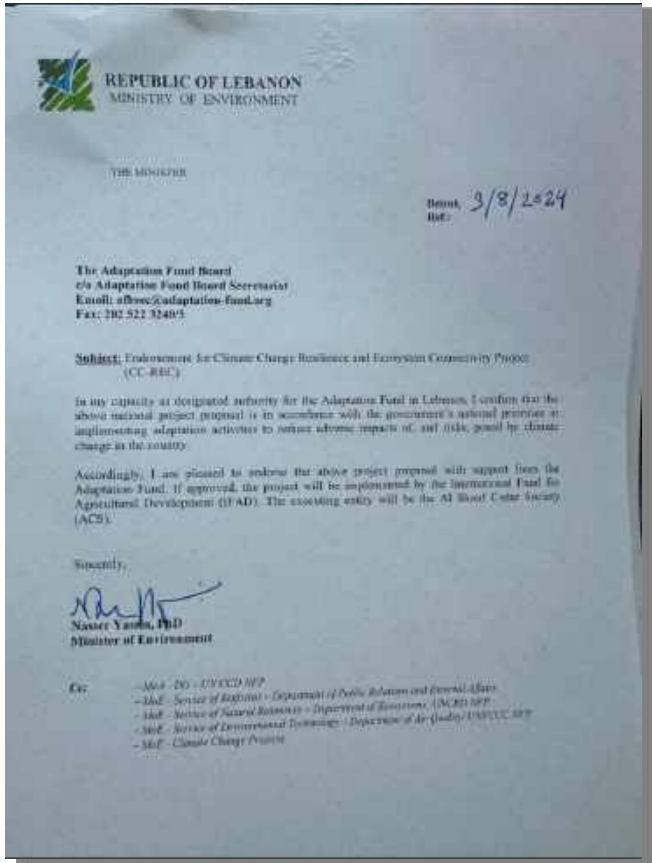 REPUBLIC OF LEBANON
MINISTRY OF ENVIRONMENT
THE MINISTER
Beirut, 9/8/2024
Ref.:
The Adaptation Fund Board
c/o Adaptation Fund Board Secretariat
Email: afbsec@adaptation-fund.org
Fax: 202 522 3240/5
Subject: Endorsement for Climate Change Resilience and Ecosystem Connectivity Project
(CC-REC)
In my capacity as designated authority for the Adaptation Fund in Lebanon, I confirm that the
above national project proposal is in accordance with the government's national priorities in
implementing adaptation activities to reduce adverse impacts of, and risks, posed by climate
change in the country.
Accordingly, I am pleased to endorse the above project proposal with support from the
Adaptation Fund. If approved, the project will be implemented by the International Fund for
Agricultural Development (IFAD). The executing entity will be the Al Shouf Cedar Society
(ACS).
Sincerely,
Nasser Yassin, PhD
Minister of Environment
Cc:
- MoA - DG - UNCCD NFP
- MoE - Service of - Department of Public Relations and External Affairs
- MoE - Service of Natural Resources - Department of Ecosystems, UNCBD NFP
- MoE - Service of Environmental Technology - Department of Air Quality/ UNFCCC NFP
- MoE - Climate Change Projects